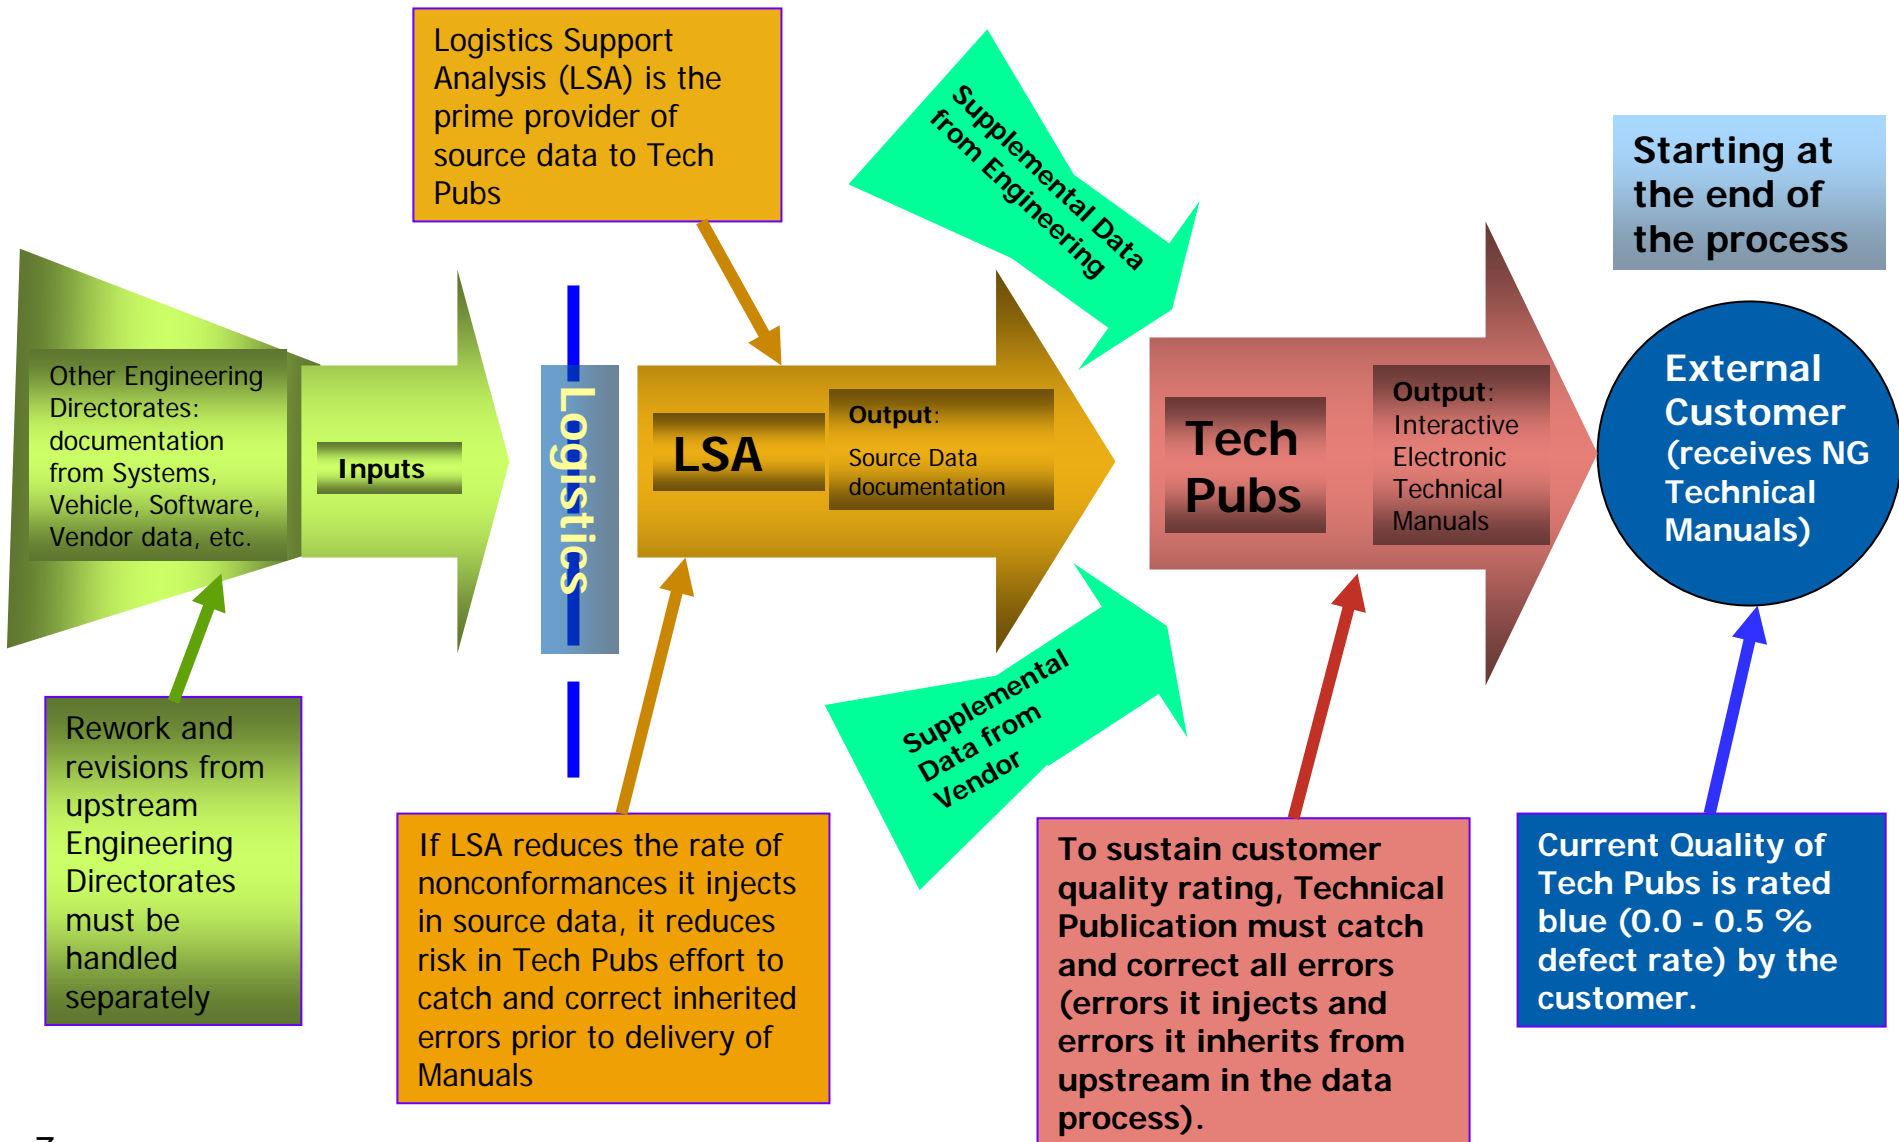 Logistics Support
Analysis (LSA) is the
prime provider of
source data to Tech
Pubs
Supplemental Data
from Engineering
Starting at
the end of
the process
Other Engineering
Directorates:
documentation
from Systems,
Vehicle, Software,
Vendor data, etc.
Inputs
Logistics
LSA
Output:
Source Data
documentation
Tech
Pubs
Output:
Interactive
Electronic
Technical
Manuals
External
Customer
(receives NG
Technical
Manuals)
Supplemental
Data from
Vendor
Rework and
revisions from
upstream
Engineering
Directorates
must be
handled
separately
If LSA reduces the rate of
nonconformances it injects
in source data, it reduces
risk in Tech Pubs effort to
catch and correct inherited
errors prior to delivery of
Manuals
To sustain customer
quality rating, Technical
Publication must catch
and correct all errors
(errors it injects and
errors it inherits from
upstream in the data
process).
Current Quality of
Tech Pubs is rated
blue (0.0 - 0.5 %
defect rate) by the
customer.